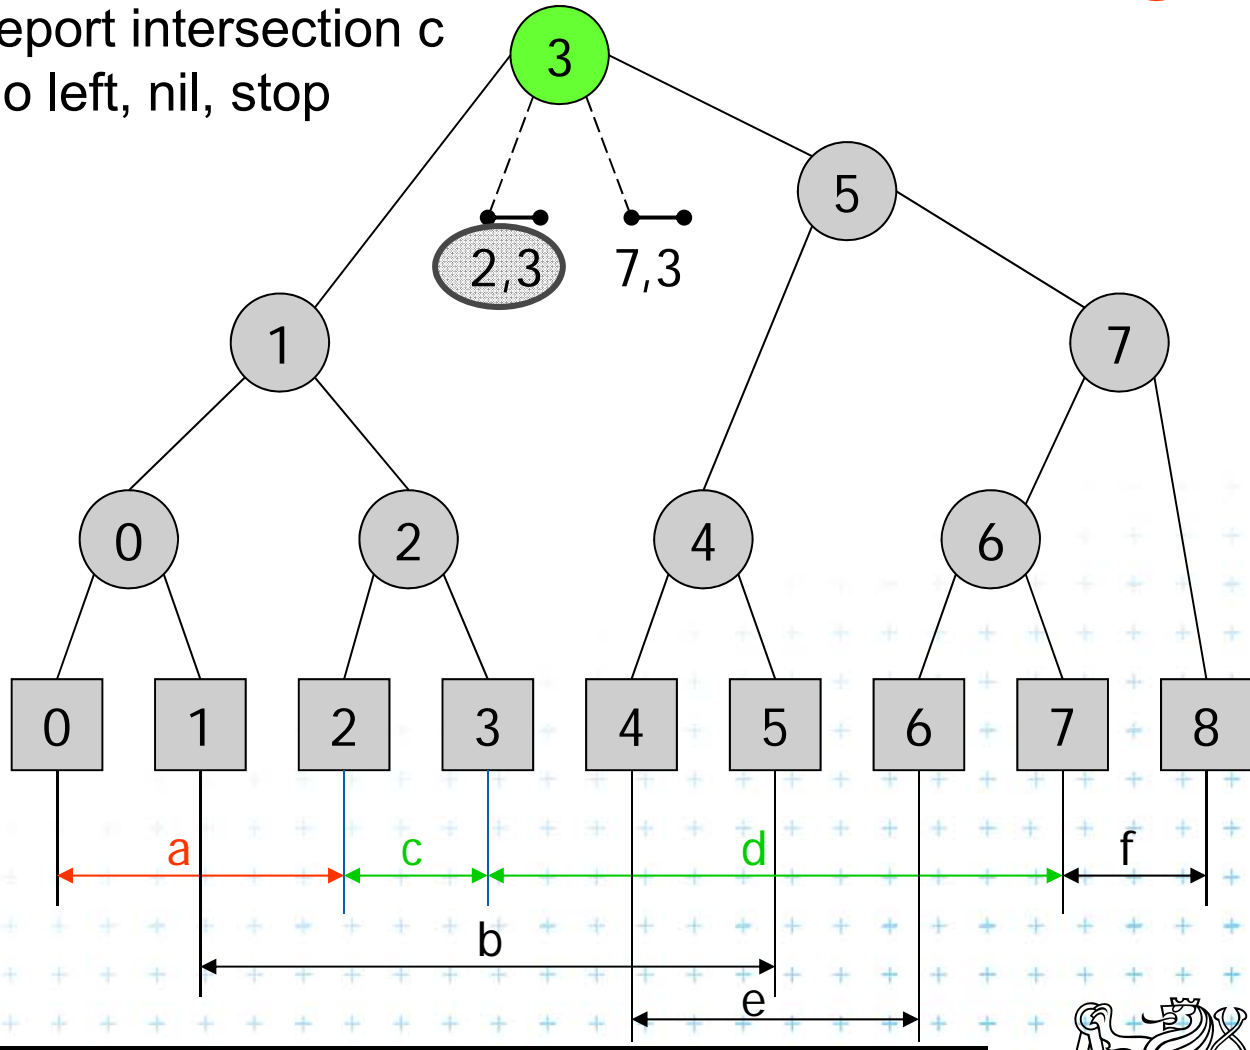 eport intersection c
o left, nil, stop
3
5
2,3 7,3
1 7
0 2 4 6
0 1 2 3 4 5 6 7 8
a c d f
b
e